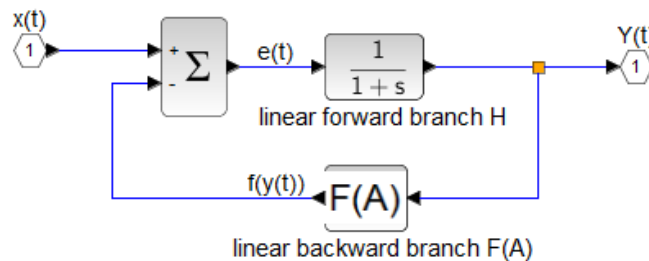 x(t)
Y(t)
1
+
-
Σ
e(t)
1
1 + s
1
linear forward branch H
f(y(t))
F(A)
linear backward branch F(A)